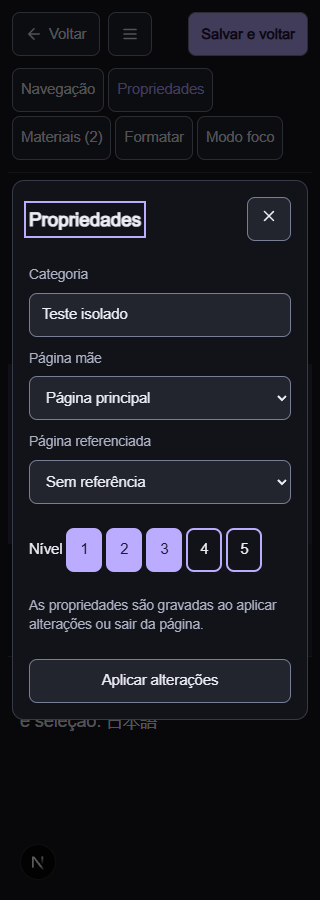 Voltar
Salvar e voltar
Navegação
Propriedades
Materiais (2)
Formatar
Modo foco
Propriedades
Categoria
Teste isolado
Página mãe
Página principal
Página referenciada
Sem referência
Nível 1 2 3 4 5
As propriedades são gravadas ao aplicar
alterações ou sair da página.
Aplicar alterações
e seleção: 日本語
N